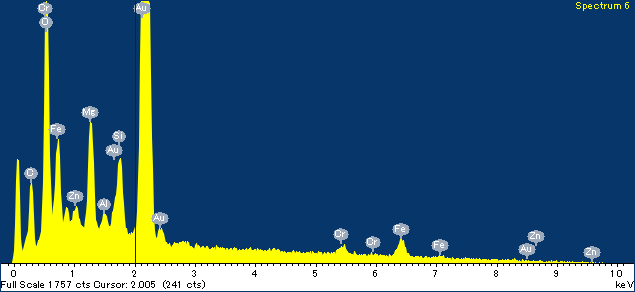 Spectrum 6
Cr
O
Au
Mg
Fe
Si
Au
C
Zn
Al
Au
Cr
Cr
Fe
Fe
Zn
Au
Zn
0 1 2 3 4 5 6 7 8 9 10
Full Scale 1757 cts Cursor: 2.005 (241 cts) keV